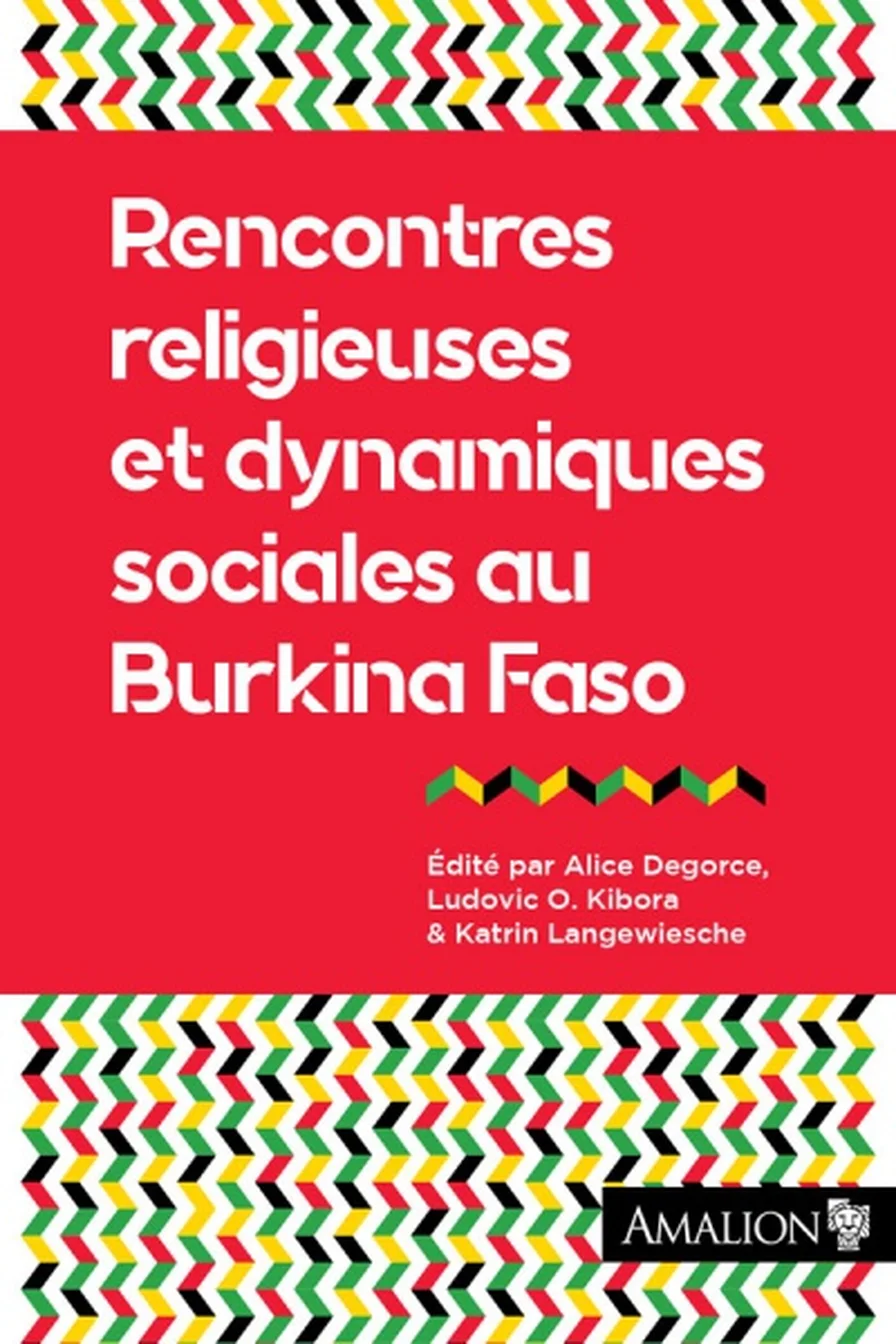 Rencontres
religieuses
et dynamiques
sociales au
Burkina Faso
Édité par Alice Degorce,
Ludovic O. Kibora
& Katrin Langewiesche
AMALION